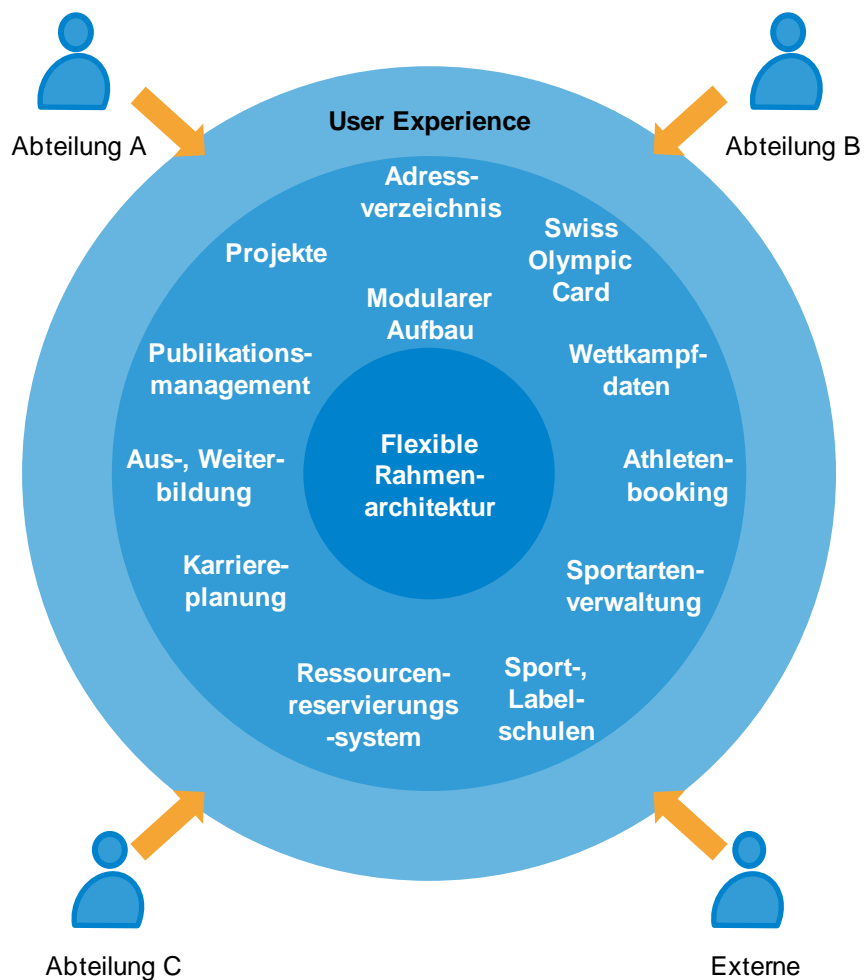 Abteilung A
Abteilung B
User Experience
Adress-
verzeichnis
Swiss
Olympic
Card
Projekte
Modularer
Aufbau
Publikations-
management
Wettkampf-
daten
Flexible
Rahmen-
architektur
Aus-, Weiter-
bildung
Athleten-
booking
Karriere-
planung
Sportarten-
verwaltung
Ressourcen-
reservierungs
-system
Sport-,
Label-
schulen
Abteilung C
Externe